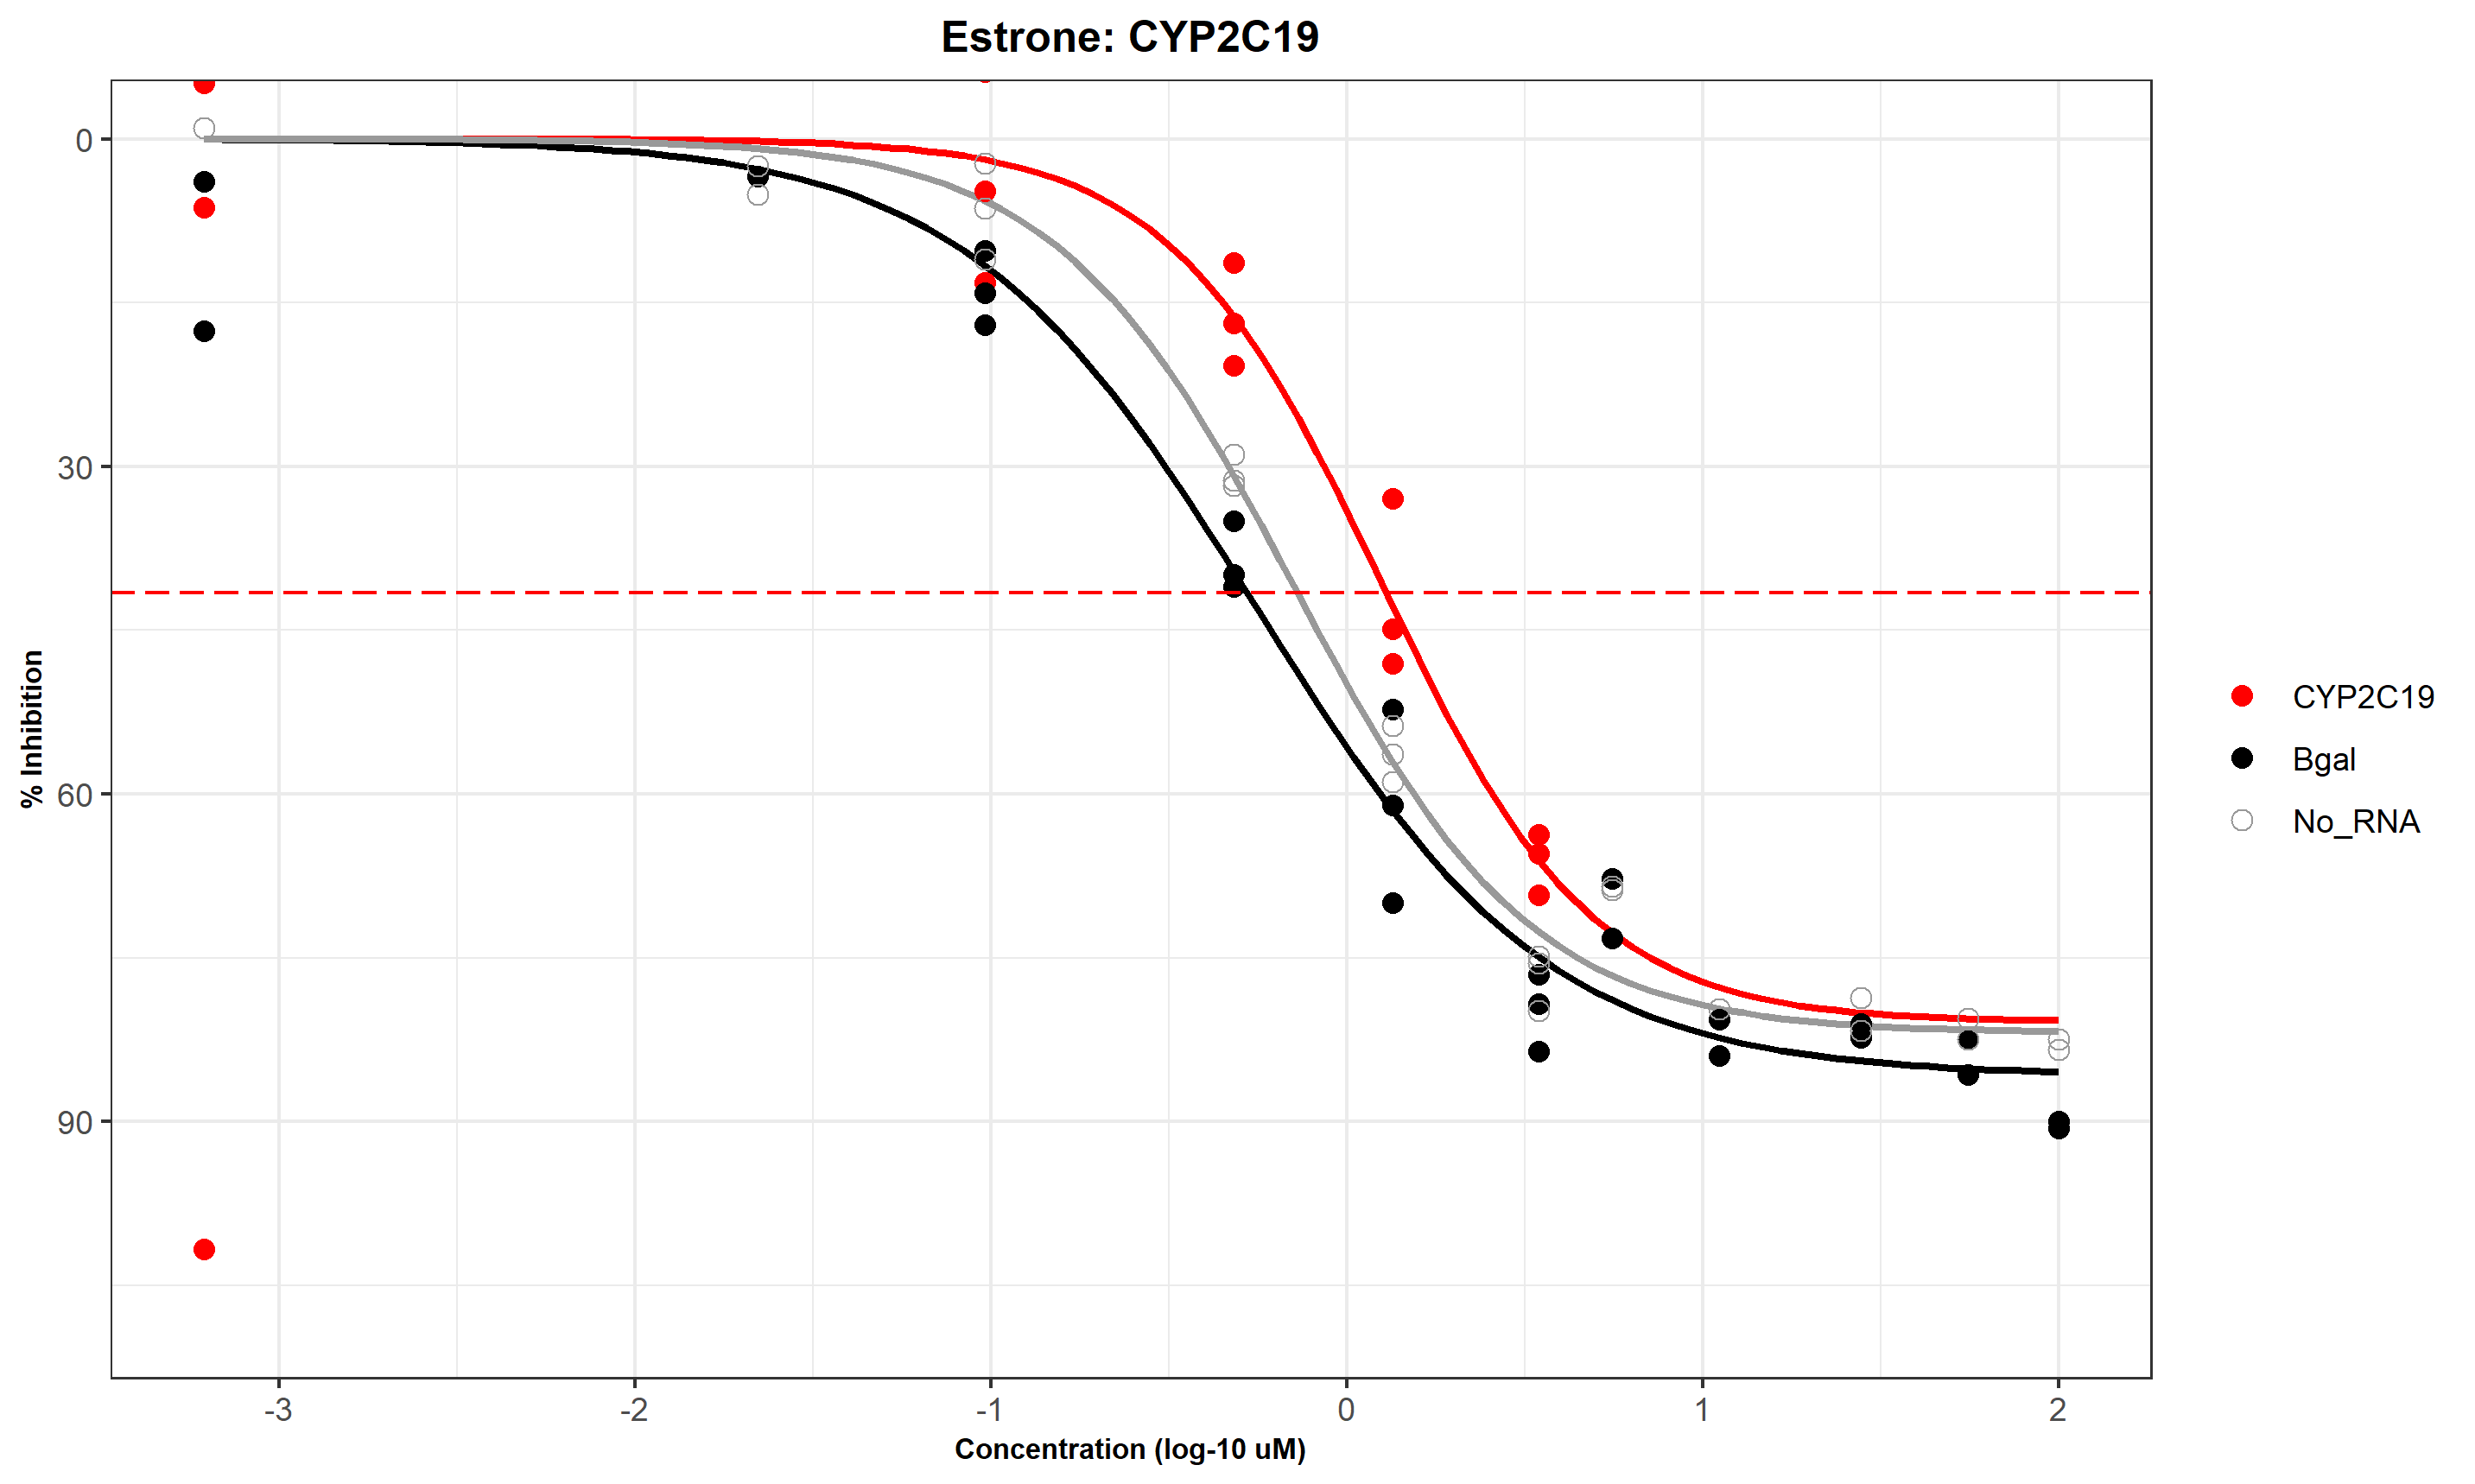 Estrone: CYP2C19
% Inhibition
0
30
60
90
-3 -2 -1 0 1 2
Concentration (log-10 uM)
CYP2C19
Bgal
No_RNA